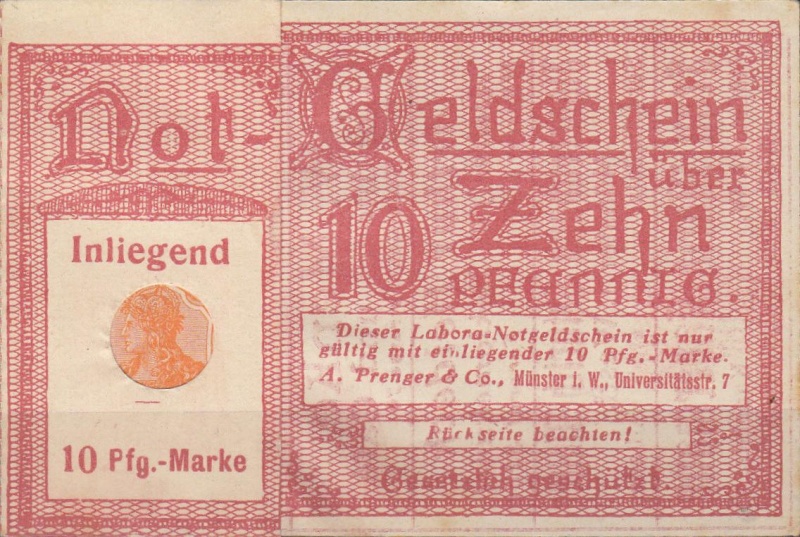 Not-
Geldschein
über
10 Zehn
Pfennig.
Inliegend
10 Pfg.-Marke
Dieser Labora-Notgeldschein ist nur
gültig mit einliegender 10 Pfg.-Marke.
A. Prenger & Co., Münster i. W., Universitätsstr. 7
Rückseite beachten!
Gesetzlich geschützt.